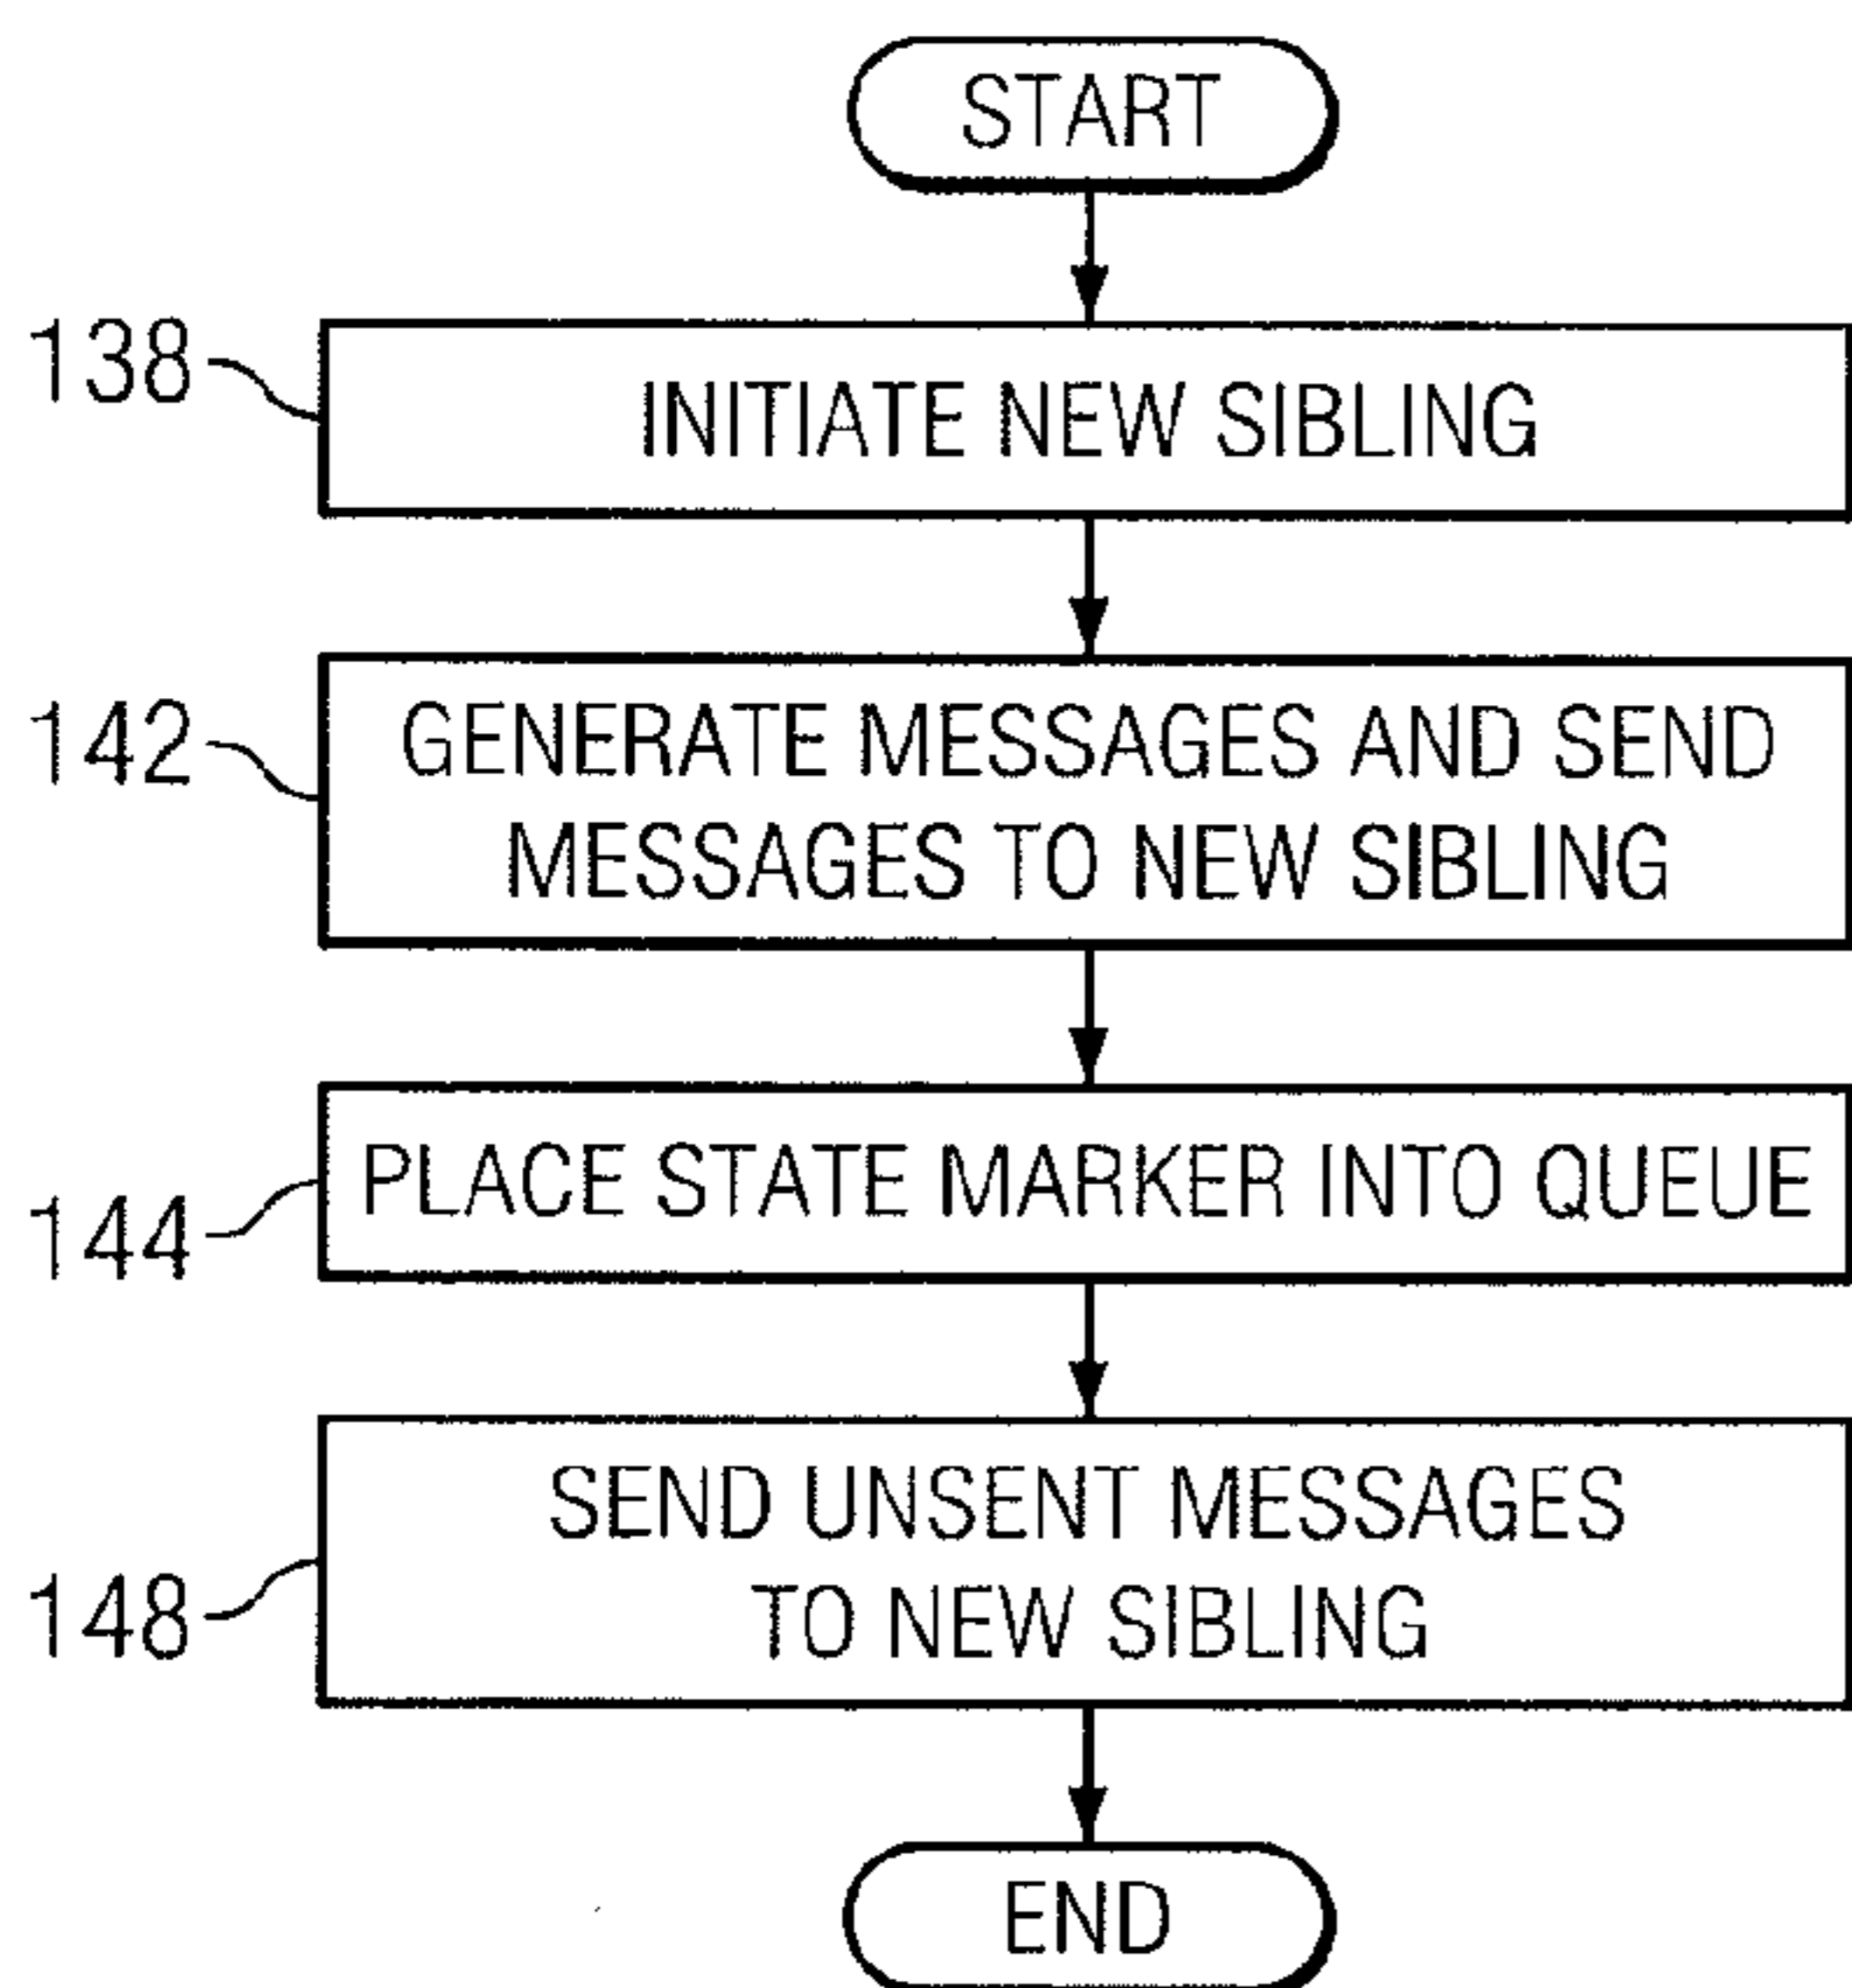 START
138
INITIATE NEW SIBLING
142
GENERATE MESSAGES AND SEND
MESSAGES TO NEW SIBLING
144
PLACE STATE MARKER INTO QUEUE
148
SEND UNSENT MESSAGES
TO NEW SIBLING
END